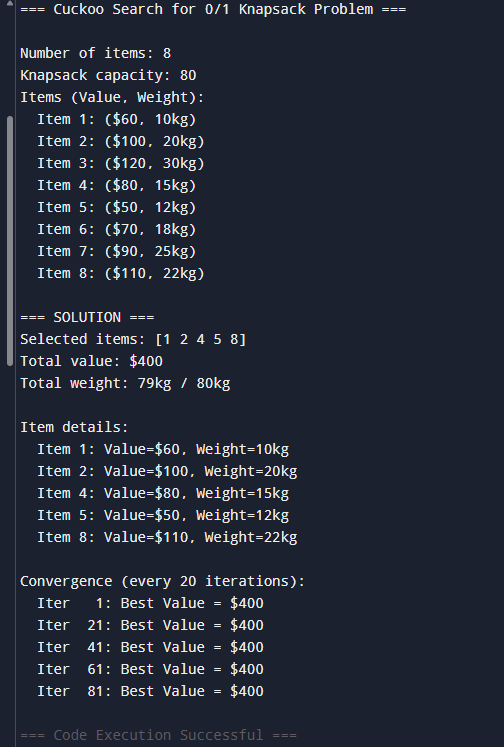 === Cuckoo Search for 0/1 Knapsack Problem ===
Number of items: 8
Knapsack capacity: 80
Items (Value, Weight):
Item 1: ($60, 10kg)
Item 2: ($100, 20kg)
Item 3: ($120, 30kg)
Item 4: ($80, 15kg)
Item 5: ($50, 12kg)
Item 6: ($70, 18kg)
Item 7: ($90, 25kg)
Item 8: ($110, 22kg)
=== SOLUTION ===
Selected items: [1 2 4 5 8]
Total value: $400
Total weight: 79kg / 80kg
Item details:
Item 1: Value=$60, Weight=10kg
Item 2: Value=$100, Weight=20kg
Item 4: Value=$80, Weight=15kg
Item 5: Value=$50, Weight=12kg
Item 8: Value=$110, Weight=22kg
Convergence (every 20 iterations):
Iter   1: Best Value = $400
Iter  21: Best Value = $400
Iter  41: Best Value = $400
Iter  61: Best Value = $400
Iter  81: Best Value = $400
=== Code Execution Successful ===